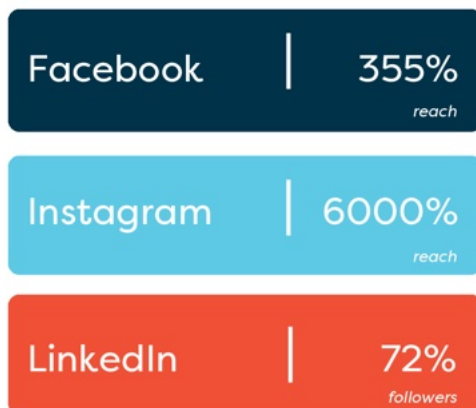 Facebook | 355%
reach
Instagram | 6000%
reach
LinkedIn | 72%
followers